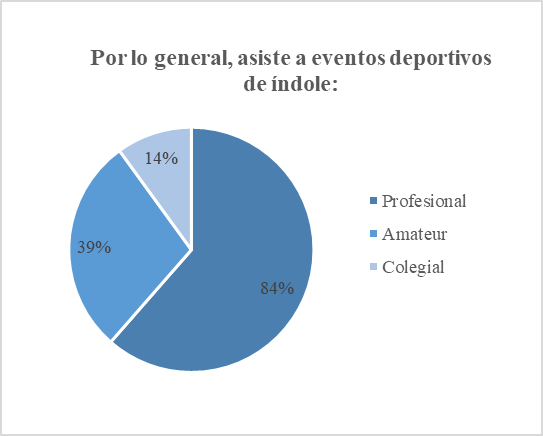 Por lo general, asiste a eventos deportivos
de índole:
14%
39%
84%
Profesional
Amateur
Colegial